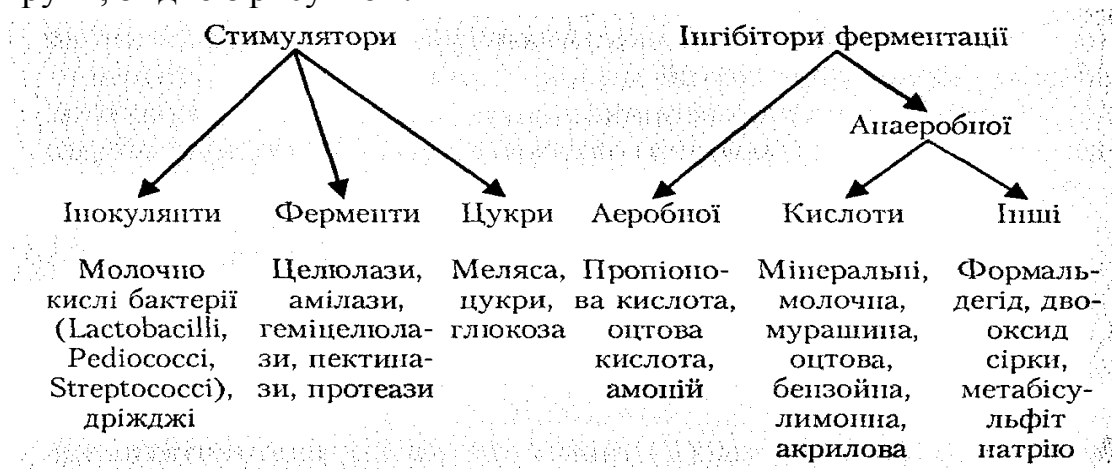 Стимулятори
Інгібітори ферментації
Анаеробної
Інокулянти
Ферменти
Цукри
Аеробної
Кислоти
Інші
Молочно
кислі бактерії
(Lactobacilli,
Pediococci,
Streptococci),
дріжджі
Целюлази,
амілази,
геміцелюла-
зи, пектина-
зи, протеази
Меляса,
цукри,
глюкоза
Пропіоно-
ва кислота,
оцтова
кислота,
амоній
Мінеральні,
молочна,
мурашина,
оцтова,
бензойна,
лимонна,
акрилова
Формаль-
дегід, дво-
оксид
сірки,
метабісу-
льфіт
натрію